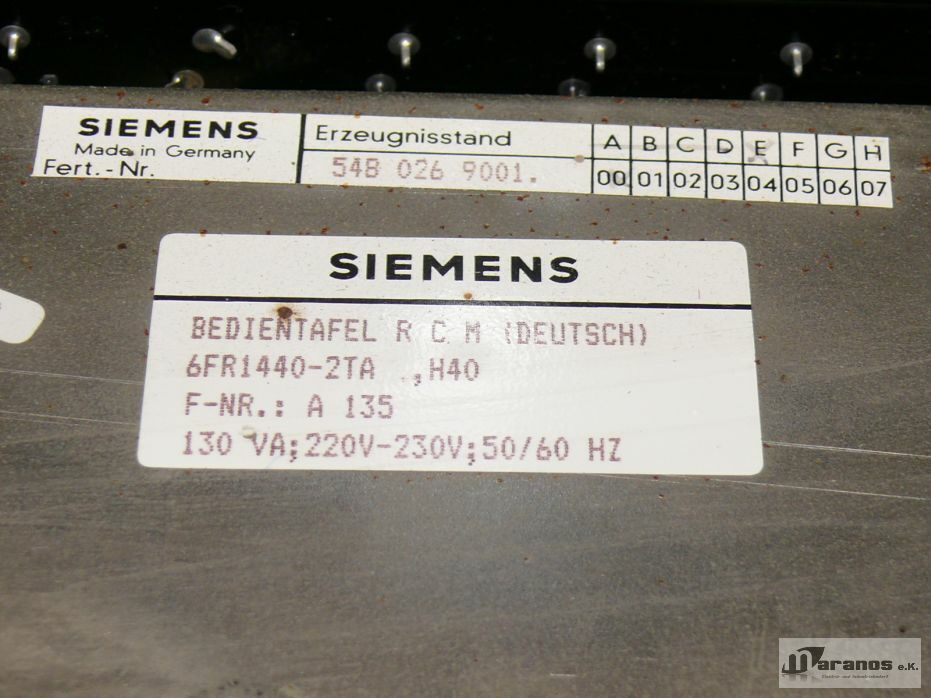 SIEMENS
Made in Germany
Fert.-Nr.
Erzeugnisstand
548 026 9001.
A B C D E F G H
00 01 02 03 04 05 06 07
SIEMENS
BEDIENTAFEL R C M (DEUTSCH)
6FR1440-2TA .,H40
F-NR.: A 135
130 VA;220V-230V;50/60 HZ
maranos e.K.